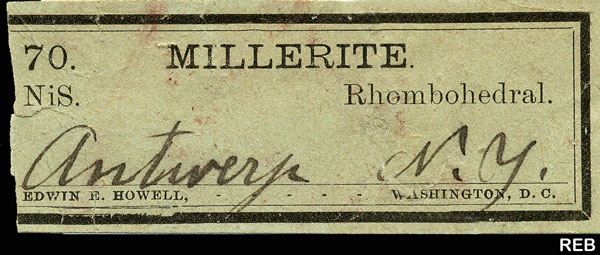 70. MILLERITE.
NiS. Rhombohedral.
Antwerp N.Y.
EDWIN E. HOWELL, - - - - - WASHINGTON, D. C.
REB